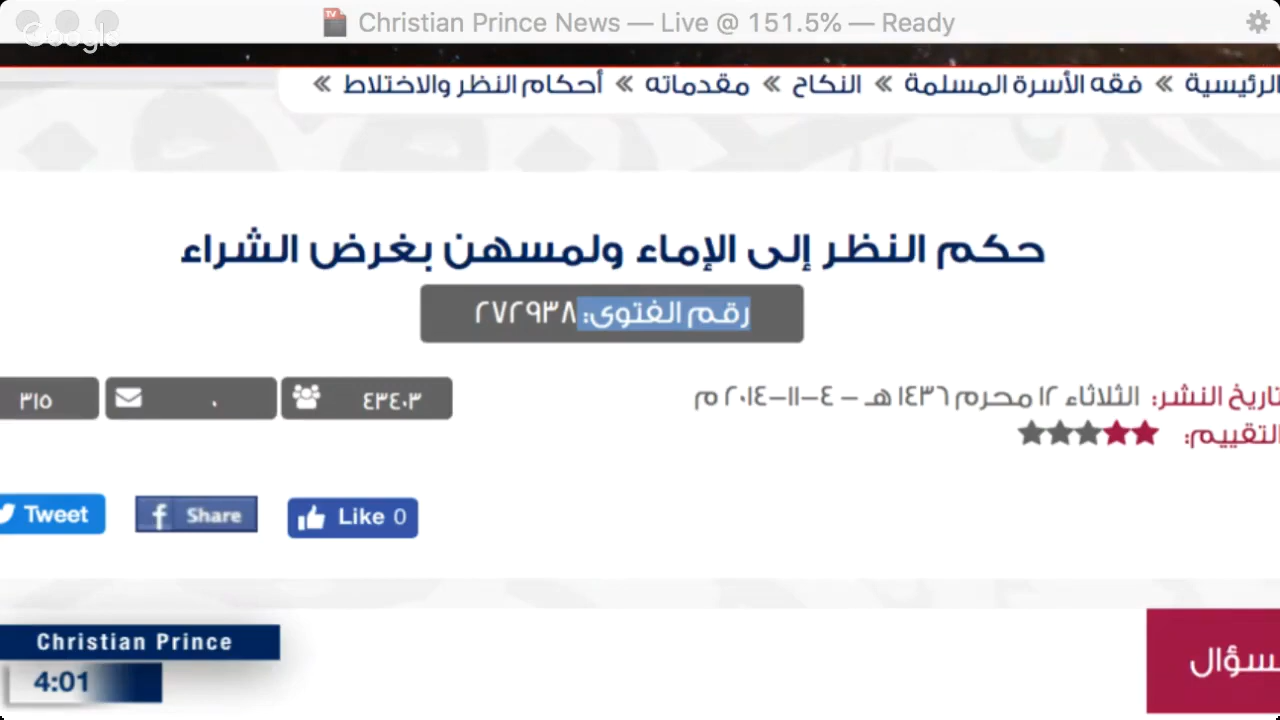 Christian Prince News — Live @ 151.5% — Ready
Google
الرئيسية » فقه الأسرة المسلمة » النكاح » مقدماته » أحكام النظر والاختلاط »
حكم النظر إلى الإماء ولمسهن بغرض الشراء
رقم الفتوى: ٢٧٢٩٣٨
تاريخ النشر: الثلاثاء ١٢ محرم ١٤٣٦ هـ – ٤-١١-٢٠١٤ م
التقييم:
٤٣٤٠٣
٠
٣١٥
Tweet
f Share
Like 0
Christian Prince
4:01
سؤال